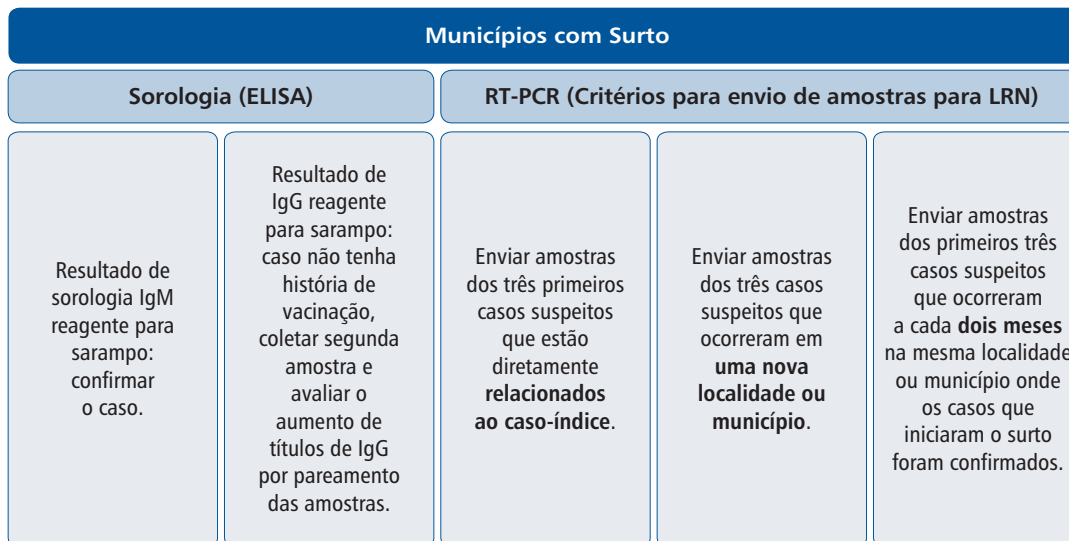 Municípios com Surto
Sorologia (ELISA)
RT-PCR (Critérios para envio de amostras para LRN)
Resultado de
sorologia IgM
reagente para
sarampo:
confirmar
o caso.
Resultado de
IgG reagente
para sarampo:
caso não tenha
história de
vacinação,
coletar segunda
amostra e
avaliar o
aumento de
títulos de IgG
por pareamento
das amostras.
Enviar amostras
dos três primeiros
casos suspeitos
que estão
diretamente
relacionados
ao caso-índice.
Enviar amostras
dos três casos
suspeitos que
ocorreram em
uma nova
localidade ou
município.
Enviar amostras
dos primeiros três
casos suspeitos
que ocorreram
a cada dois meses
na mesma localidade
ou município onde
os casos que
iniciaram o surto
foram confirmados.